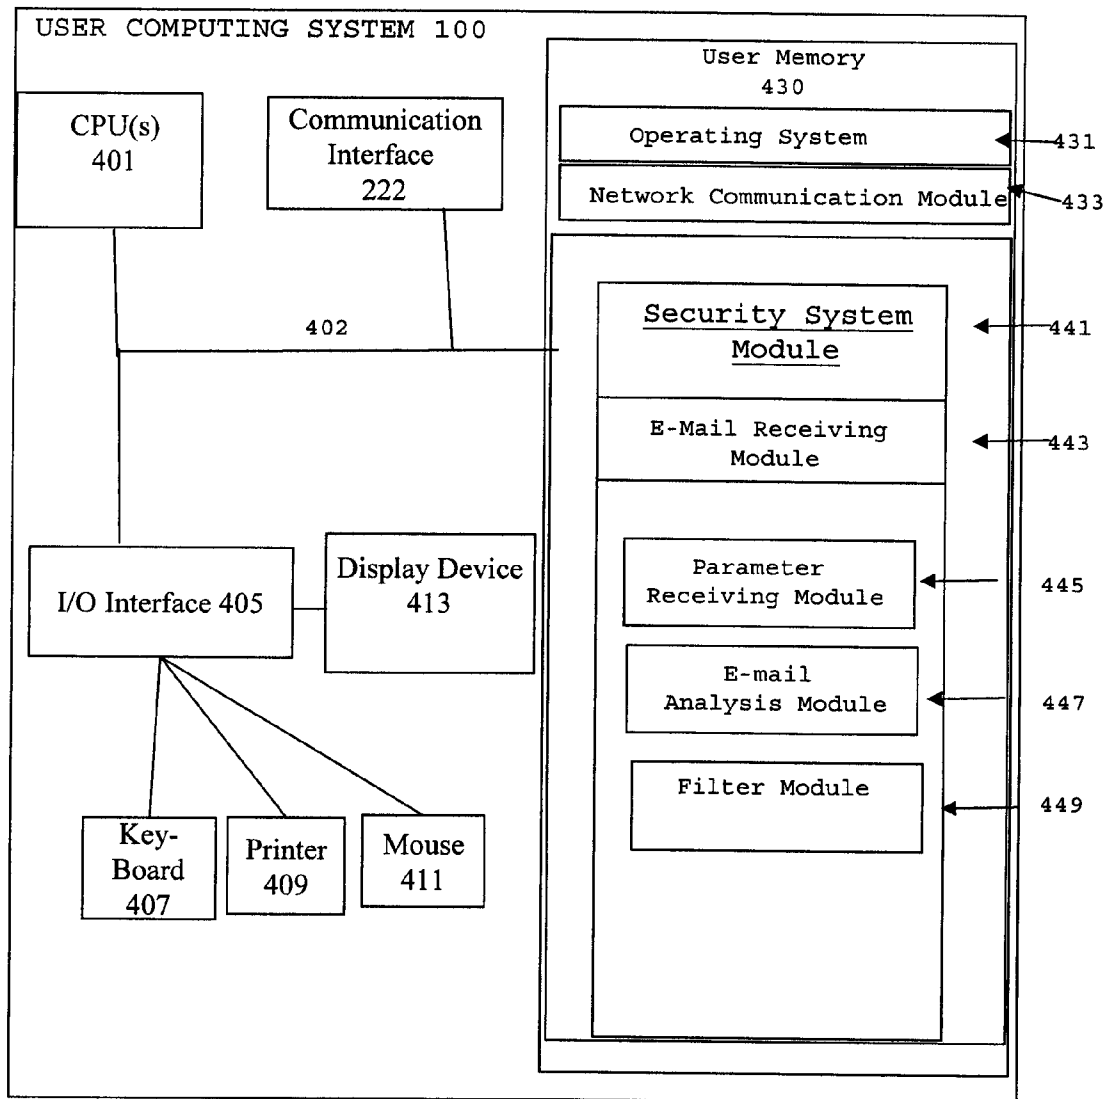 USER COMPUTING SYSTEM 100
CPU(s)
401
Communication
Interface
222
402
I/O Interface 405
Display Device
413
Key-
Board
407
Printer
409
Mouse
411
User Memory
430
Operating System
431
Network Communication Module
433
Security System
Module
441
E-Mail Receiving
Module
443
Parameter
Receiving Module
445
E-mail
Analysis Module
447
Filter Module
449